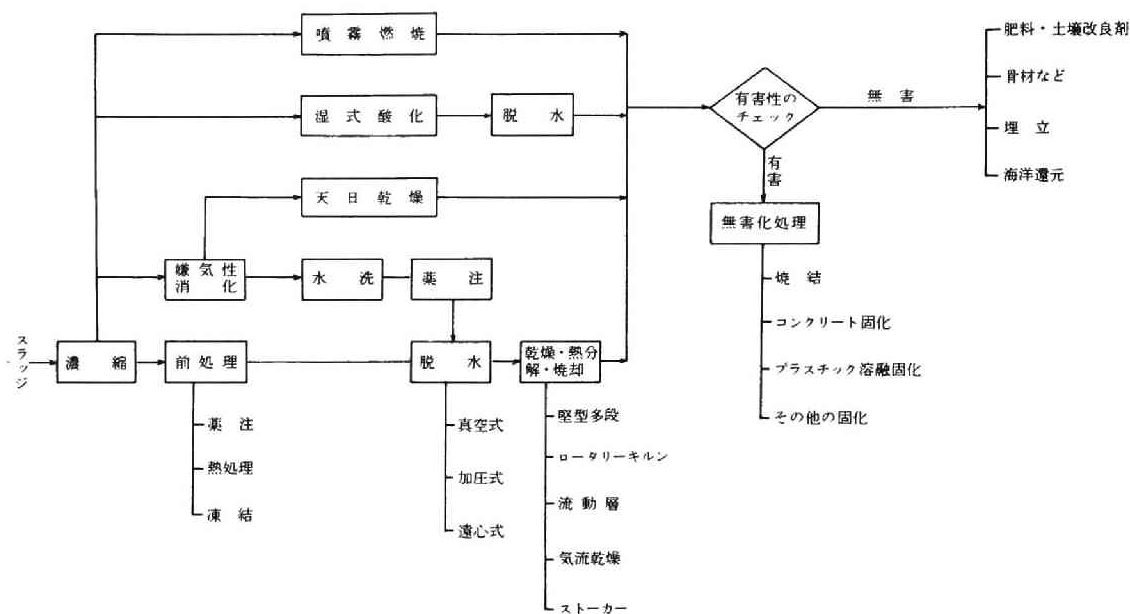 噴霧燃焼
湿式酸化
脱水
天日乾燥
嫌気性
消化
水洗
薬注
スラッジ
濃縮
前処理
脱水
乾燥・熱分
解・焼却
薬注
熱処理
凍結
真空式
加圧式
遠心式
堅型多段
ロータリーキルン
流動層
気流乾燥
ストーカー
有害性の
チェック
無害
有害
無害化処理
焼結
コンクリート固化
プラスチック溶融固化
その他の固化
肥料・土壌改良剤
骨材など
埋立
海洋還元